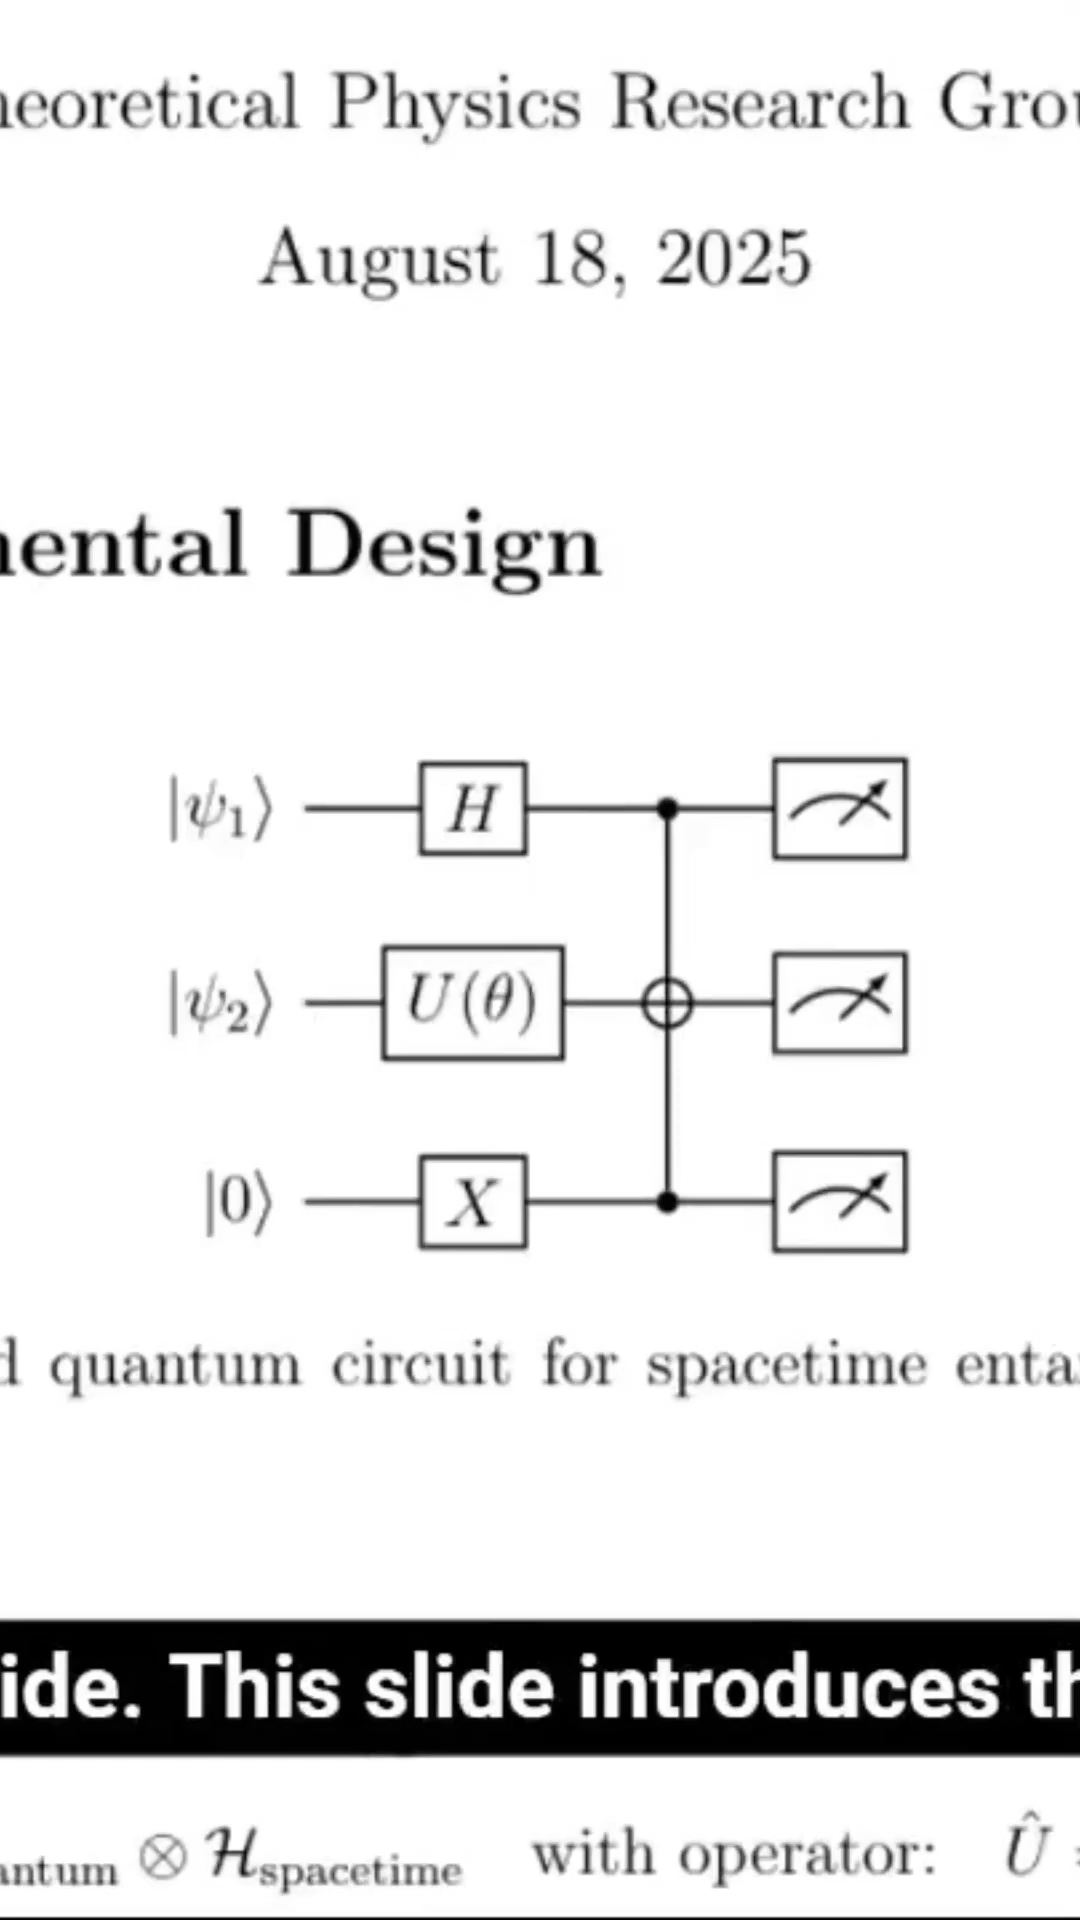 heoretical Physics Research Grou
August 18, 2025
mental Design
|ψ₁⟩ H
|ψ₂⟩ U(θ)
|0⟩ X
d quantum circuit for spacetime enta
ide. This slide introduces th
antum ⊗ ℋspacetime with operator: Û